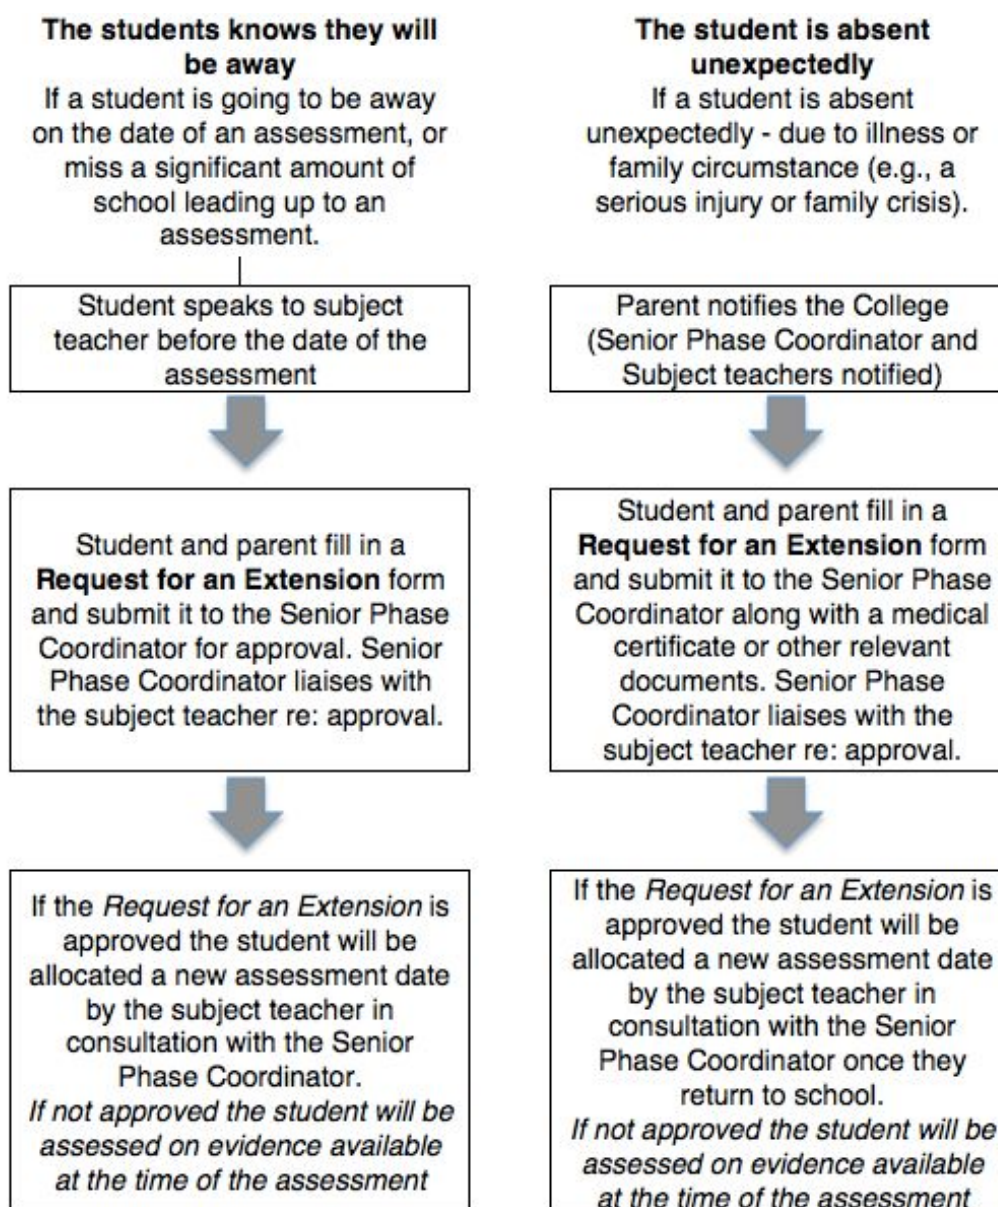 The students knows they will
be away
If a student is going to be away
on the date of an assessment, or
miss a significant amount of
school leading up to an
assessment.
Student speaks to subject
teacher before the date of the
assessment
Student and parent fill in a
Request for an Extension form
and submit it to the Senior Phase
Coordinator for approval. Senior
Phase Coordinator liaises with
the subject teacher re: approval.
If the Request for an Extension is
approved the student will be
allocated a new assessment date
by the subject teacher in
consultation with the Senior
Phase Coordinator.
If not approved the student will be
assessed on evidence available
at the time of the assessment
The student is absent
unexpectedly
If a student is absent
unexpectedly - due to illness or
family circumstance (e.g., a
serious injury or family crisis).
Parent notifies the College
(Senior Phase Coordinator and
Subject teachers notified)
Student and parent fill in a
Request for an Extension form
and submit it to the Senior Phase
Coordinator along with a medical
certificate or other relevant
documents. Senior Phase
Coordinator liaises with the
subject teacher re: approval.
If the Request for an Extension is
approved the student will be
allocated a new assessment date
by the subject teacher in
consultation with the Senior
Phase Coordinator once they
return to school.
If not approved the student will be
assessed on evidence available
at the time of the assessment